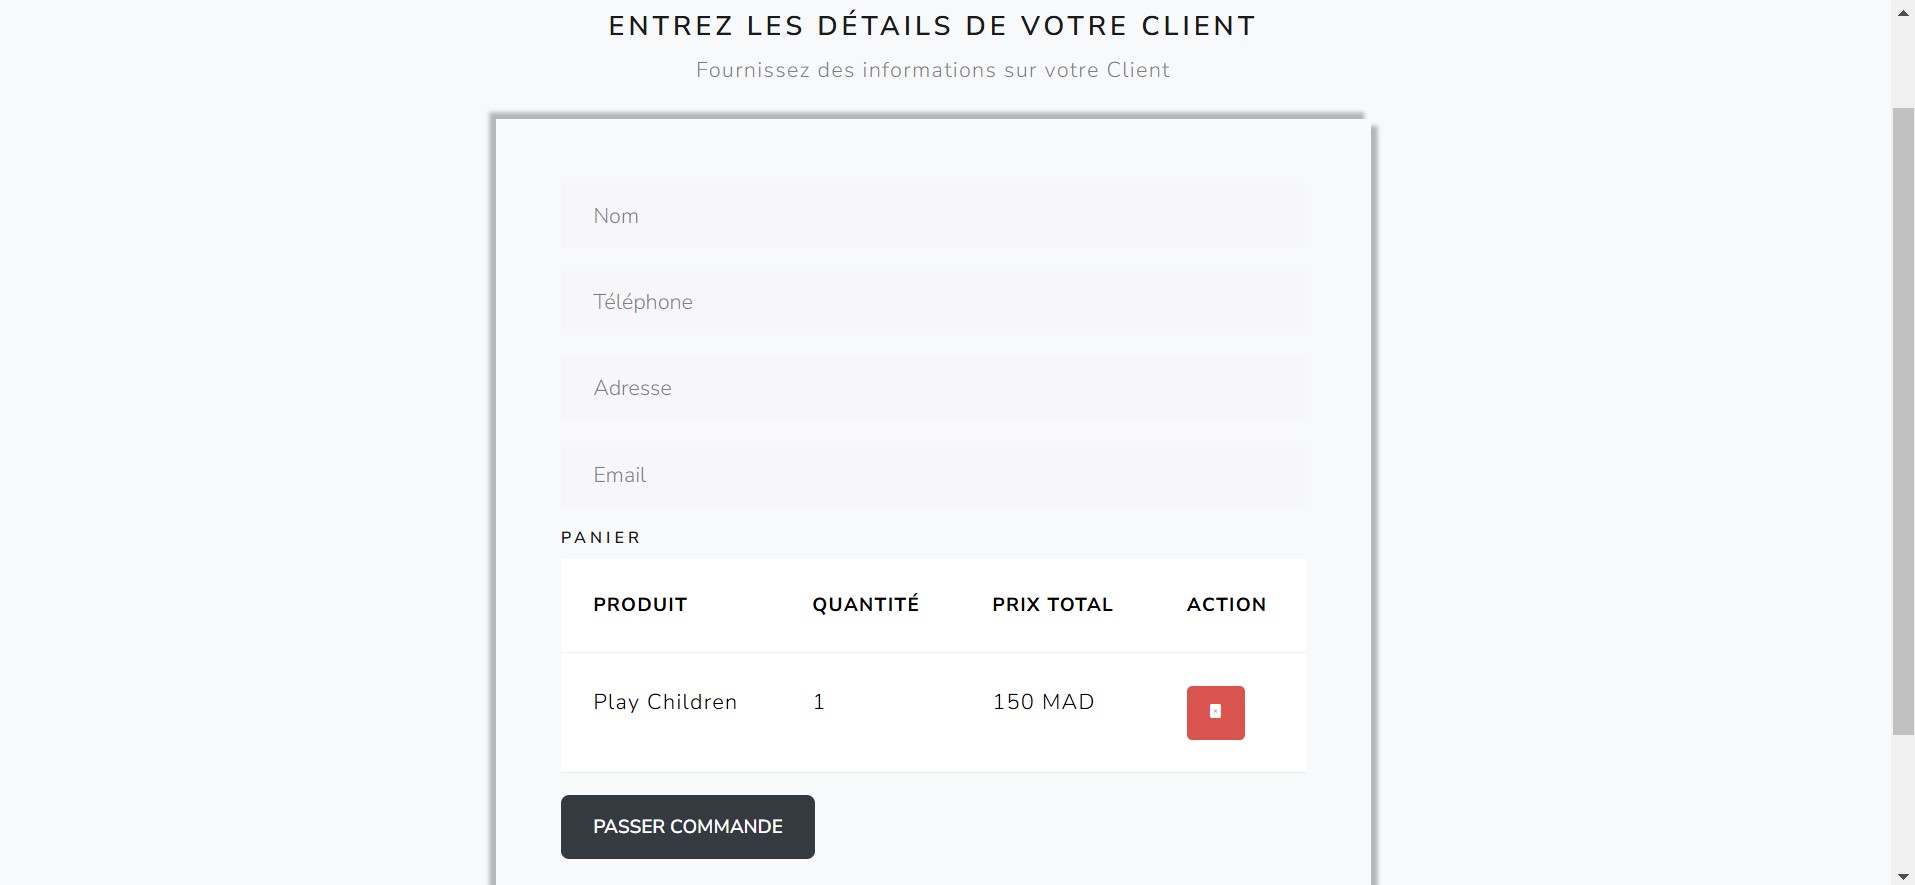 ENTREZ LES DÉTAILS DE VOTRE CLIENT
Fournissez des informations sur votre Client
Nom
Téléphone
Adresse
Email
PANIER
PRODUIT QUANTITÉ PRIX TOTAL ACTION
Play Children 1 150 MAD
PASSER COMMANDE